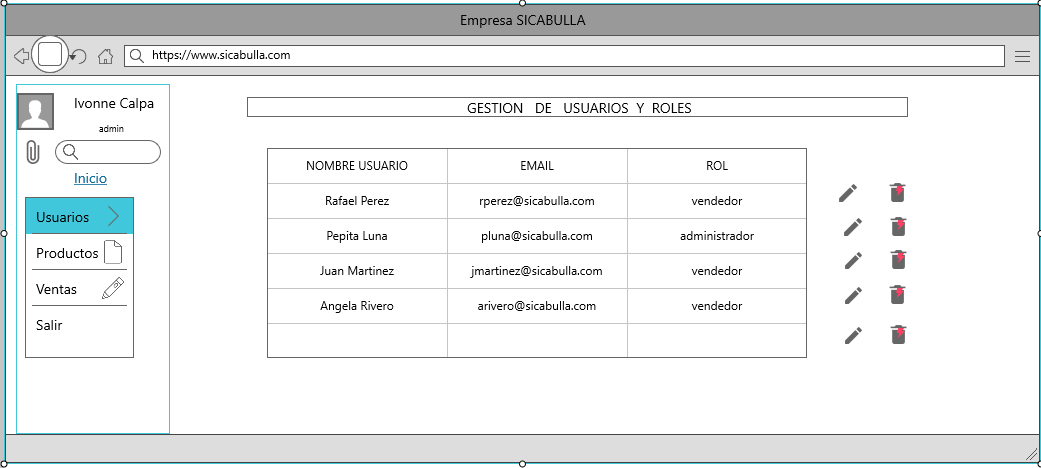 Empresa SICABULLA
https://www.sicabulla.com
Ivonne Calpa
admin
Inicio
Usuarios
Productos
Ventas
Salir
GESTION DE USUARIOS Y ROLES
NOMBRE USUARIO EMAIL ROL
Rafael Perez rperez@sicabulla.com vendedor
Pepita Luna pluna@sicabulla.com administrador
Juan Martinez jmartinez@sicabulla.com vendedor
Angela Rivero arivero@sicabulla.com vendedor